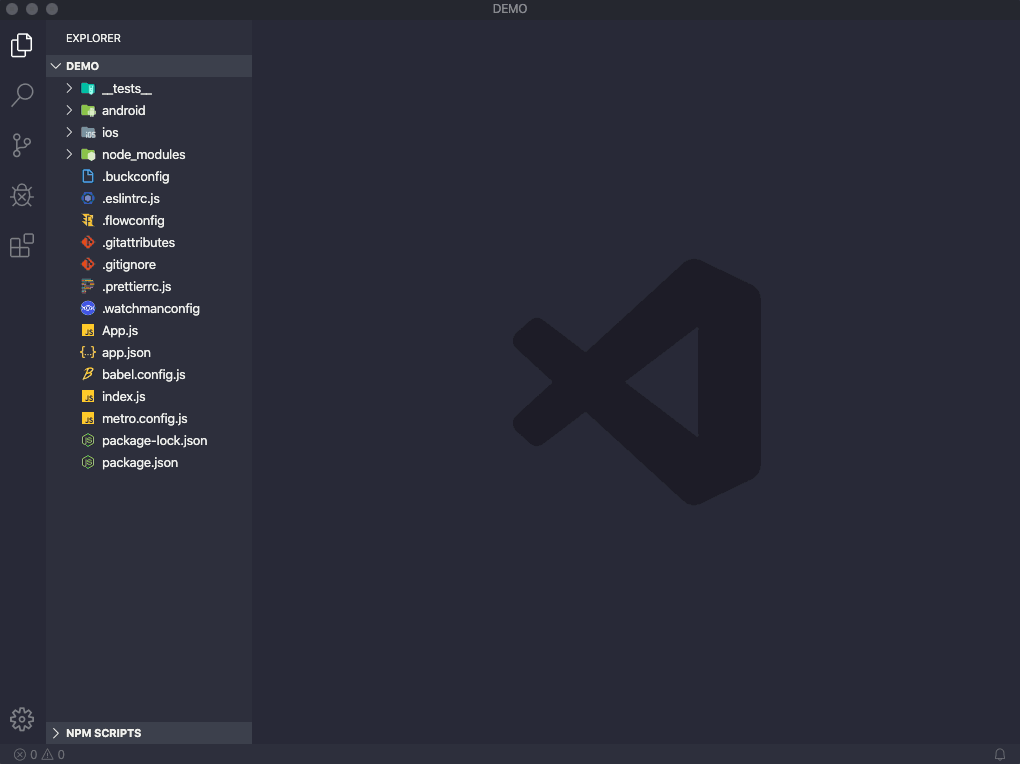 DEMO
EXPLORER
DEMO
__tests__
android
ios
node_modules
.buckconfig
.eslintrc.js
.flowconfig
.gitattributes
.gitignore
.prettierrc.js
.watchmanconfig
App.js
app.json
babel.config.js
index.js
metro.config.js
package-lock.json
package.json
NPM SCRIPTS
0 0